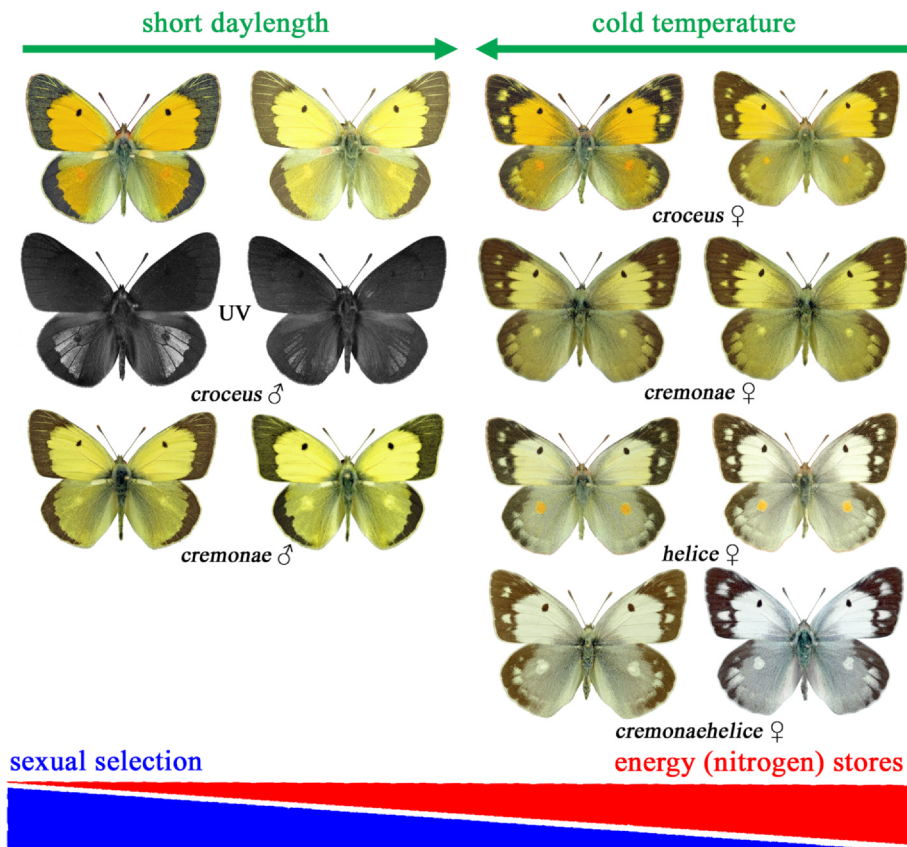 short daylength
cold temperature
croceus ♀
UV
croceus ♂
cremonae ♀
cremonae ♂
helice ♀
cremonaehelice ♀
sexual selection
energy (nitrogen) stores